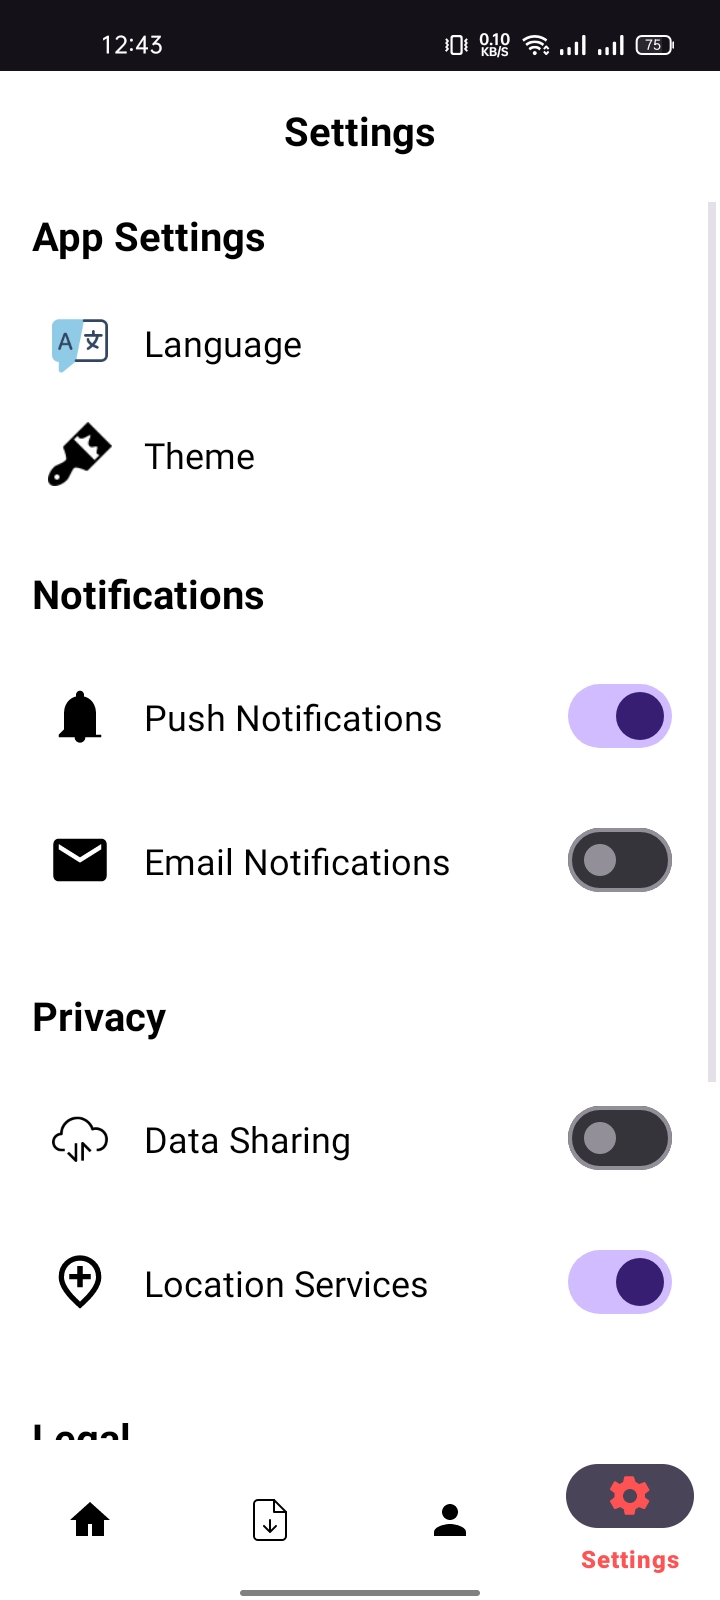 12:43
0.10
KB/S
75
Settings
App Settings
A 文
Language
Theme
Notifications
Push Notifications
Email Notifications
Privacy
Data Sharing
Location Services
Legal
Settings